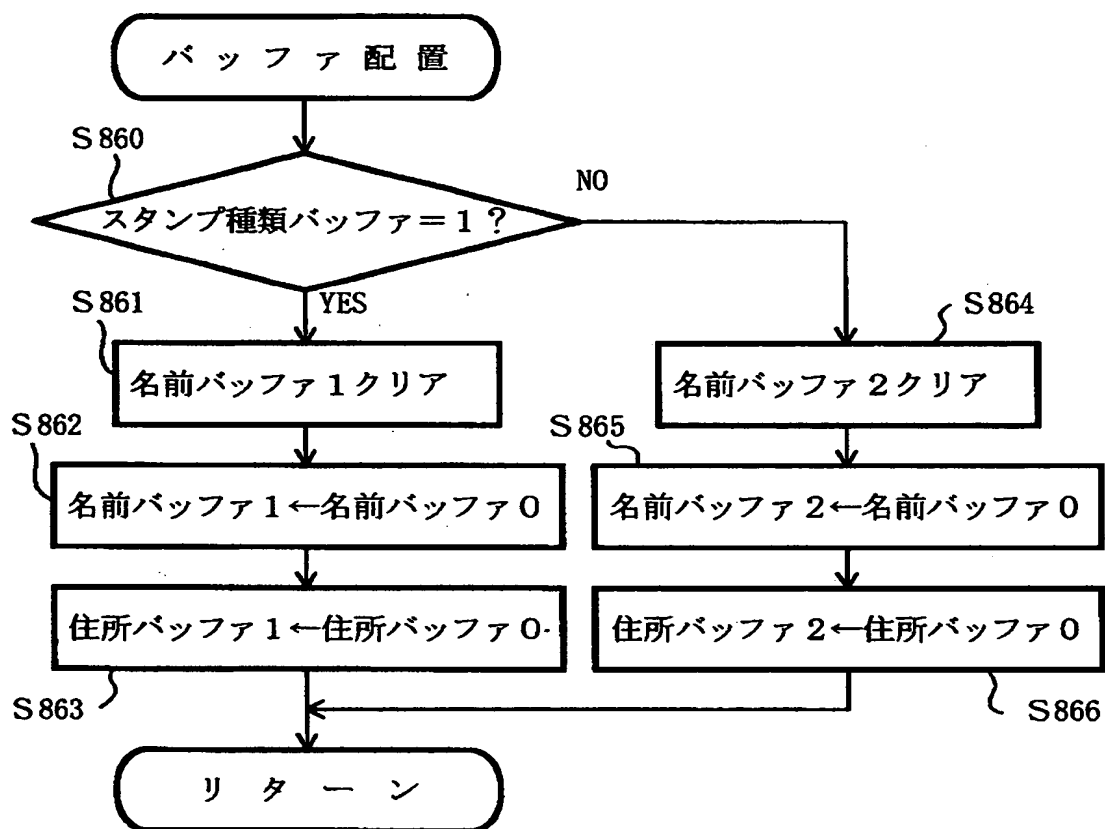 バッファ配置
S860
スタンプ種類バッファ＝１？
NO
YES
S861
名前バッファ１クリア
S862
名前バッファ１←名前バッファ０
住所バッファ１←住所バッファ０
S863
S864
名前バッファ２クリア
S865
名前バッファ２←名前バッファ０
住所バッファ２←住所バッファ０
S866
リターン